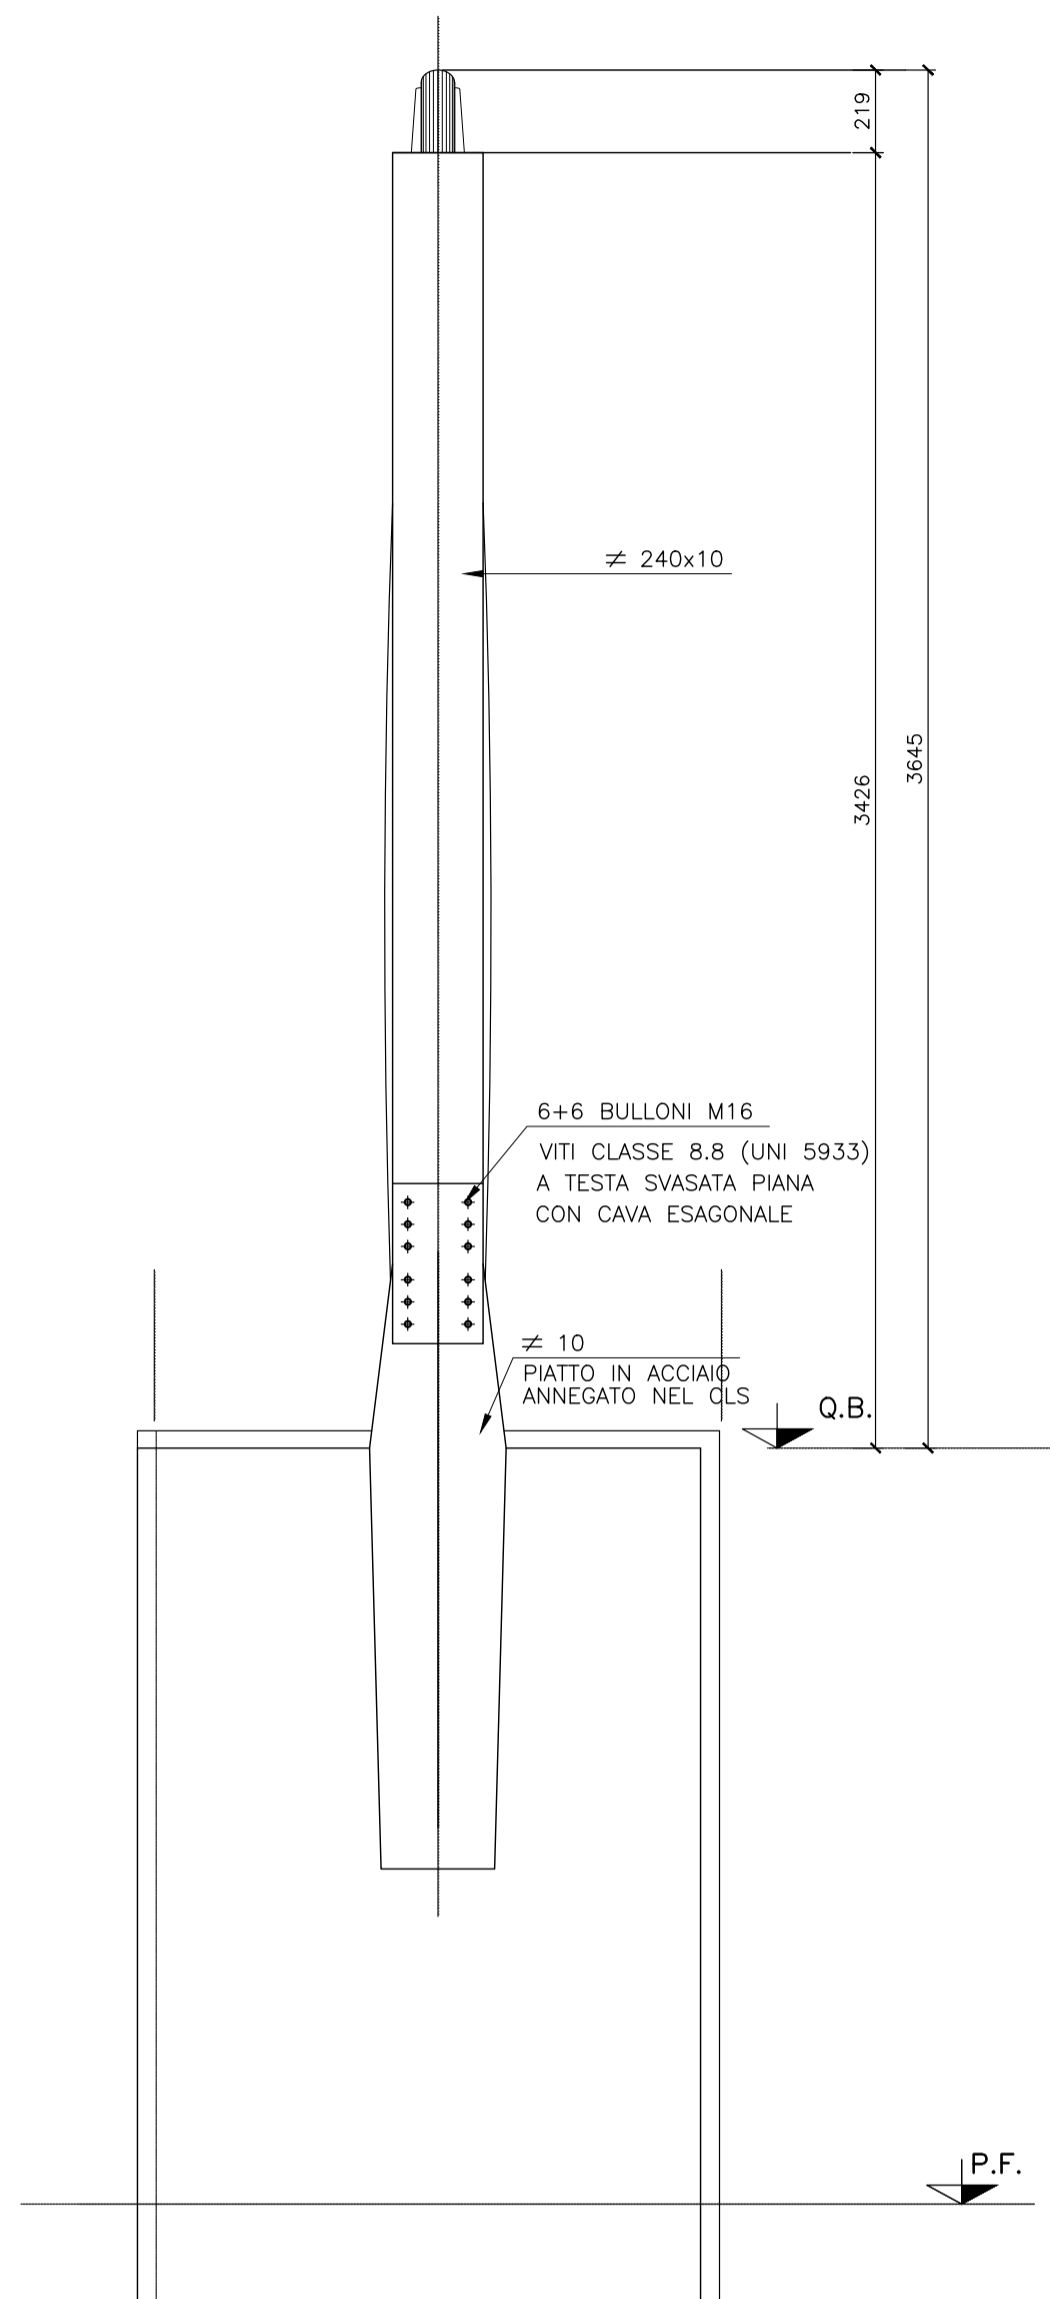 219
≠ 240x10
3645
3426
6+6 BULLONI M16
VITI CLASSE 8.8 (UNI 5933)
A TESTA SVASATA PIANA
CON CAVA ESAGONALE
≠ 10
PIATTO IN ACCIAIO
ANNEGATO NEL CLS
Q.B.
P.F.